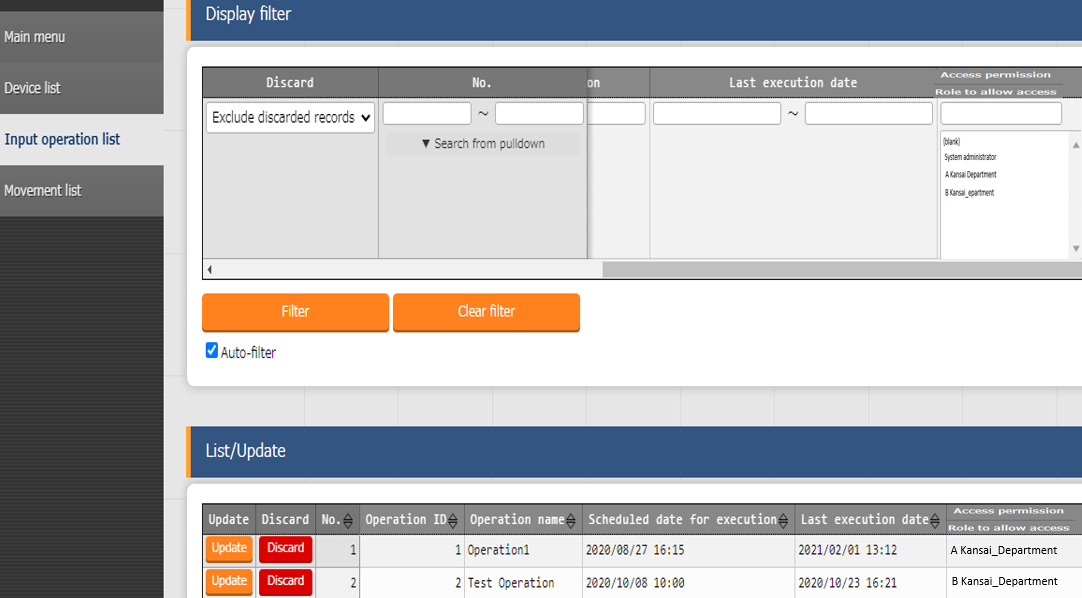 Display filter
Main menu
Device list
Input operation list
Movement list
Discard No. on Last execution date Access permission
Role to allow access
Exclude discarded records ~ ~
▼ Search from pulldown
(blank)
System administrator
A Kansai Department
B Kansai_epartment
Filter Clear filter
Auto-filter
List/Update
Update Discard No. Operation ID Operation name Scheduled date for execution Last execution date Access permission
Role to allow access
Update Discard 1 1 Operation1 2020/08/27 16:15 2021/02/01 13:12 A Kansai_Department
Update Discard 2 2 Test Operation 2020/10/08 10:00 2020/10/23 16:21 B Kansai_Department